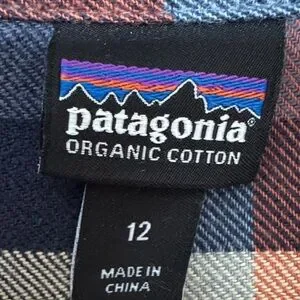 patagonia®
ORGANIC COTTON
12
MADE IN
CHINA